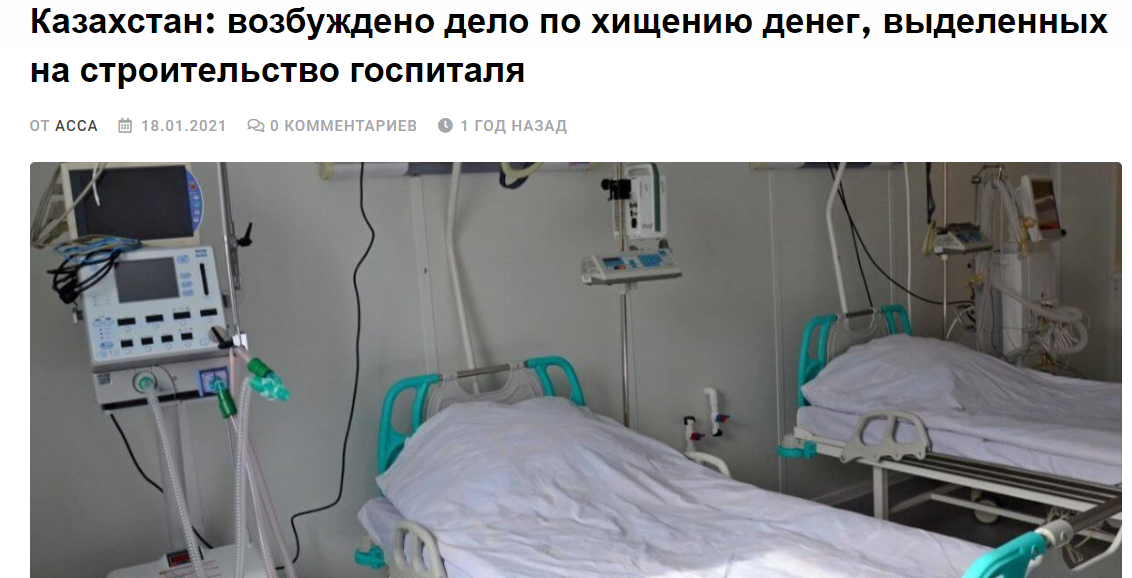 Казахстан: возбуждено дело по хищению денег, выделенных
на строительство госпиталя
ОТ АССА 18.01.2021 0 КОММЕНТАРИЕВ 1 ГОД НАЗАД